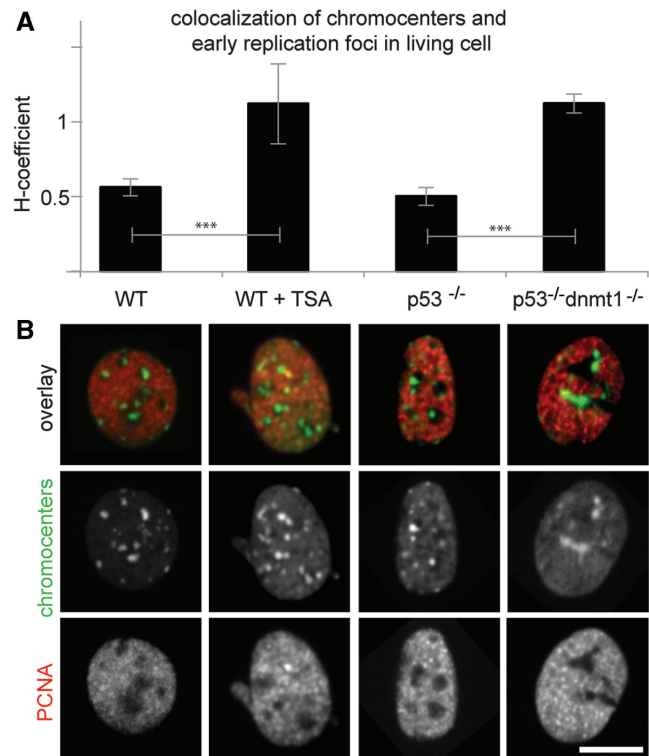 A
colocalization of chromocenters and
early replication foci in living cell
H-coefficient
1
0.5
***
***
WT
WT + TSA
p53 -/-
p53-/-dnmt1-/-
B
overlay
chromocenters
PCNA